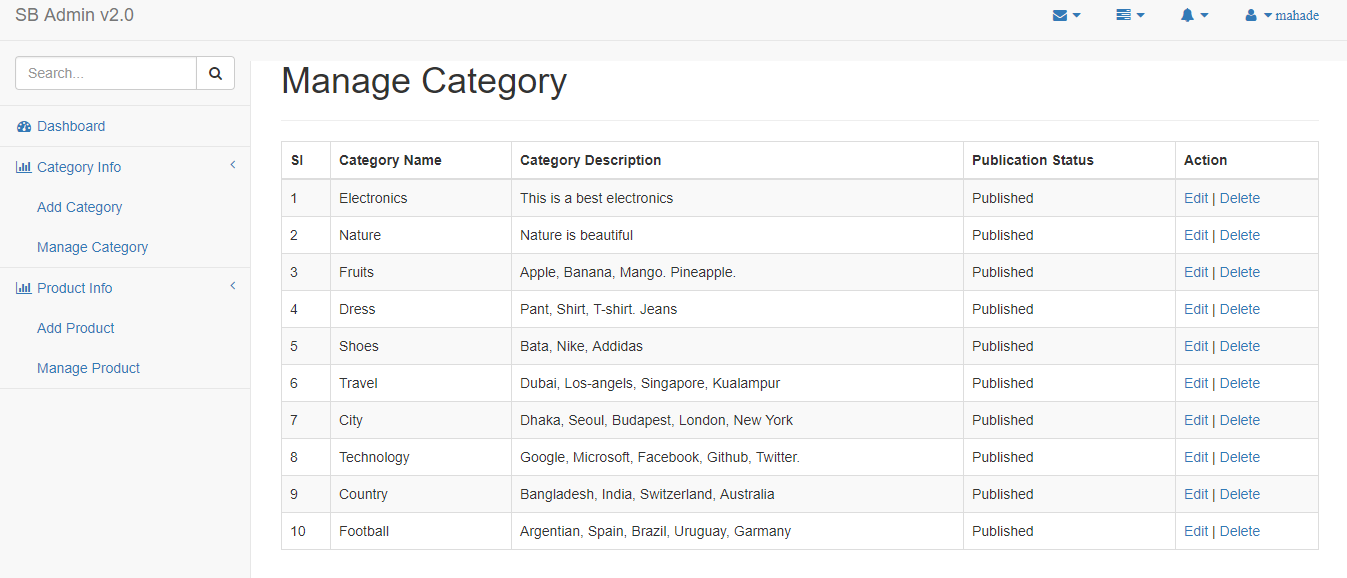 SB Admin v2.0
mahade
Search...
Dashboard
Category Info
Add Category
Manage Category
Product Info
Add Product
Manage Product
Manage Category
Sl Category Name Category Description Publication Status Action
1 Electronics This is a best electronics Published Edit | Delete
2 Nature Nature is beautiful Published Edit | Delete
3 Fruits Apple, Banana, Mango. Pineapple. Published Edit | Delete
4 Dress Pant, Shirt, T-shirt. Jeans Published Edit | Delete
5 Shoes Bata, Nike, Addidas Published Edit | Delete
6 Travel Dubai, Los-angels, Singapore, Kualampur Published Edit | Delete
7 City Dhaka, Seoul, Budapest, London, New York Published Edit | Delete
8 Technology Google, Microsoft, Facebook, Github, Twitter. Published Edit | Delete
9 Country Bangladesh, India, Switzerland, Australia Published Edit | Delete
10 Football Argentian, Spain, Brazil, Uruguay, Garmany Published Edit | Delete